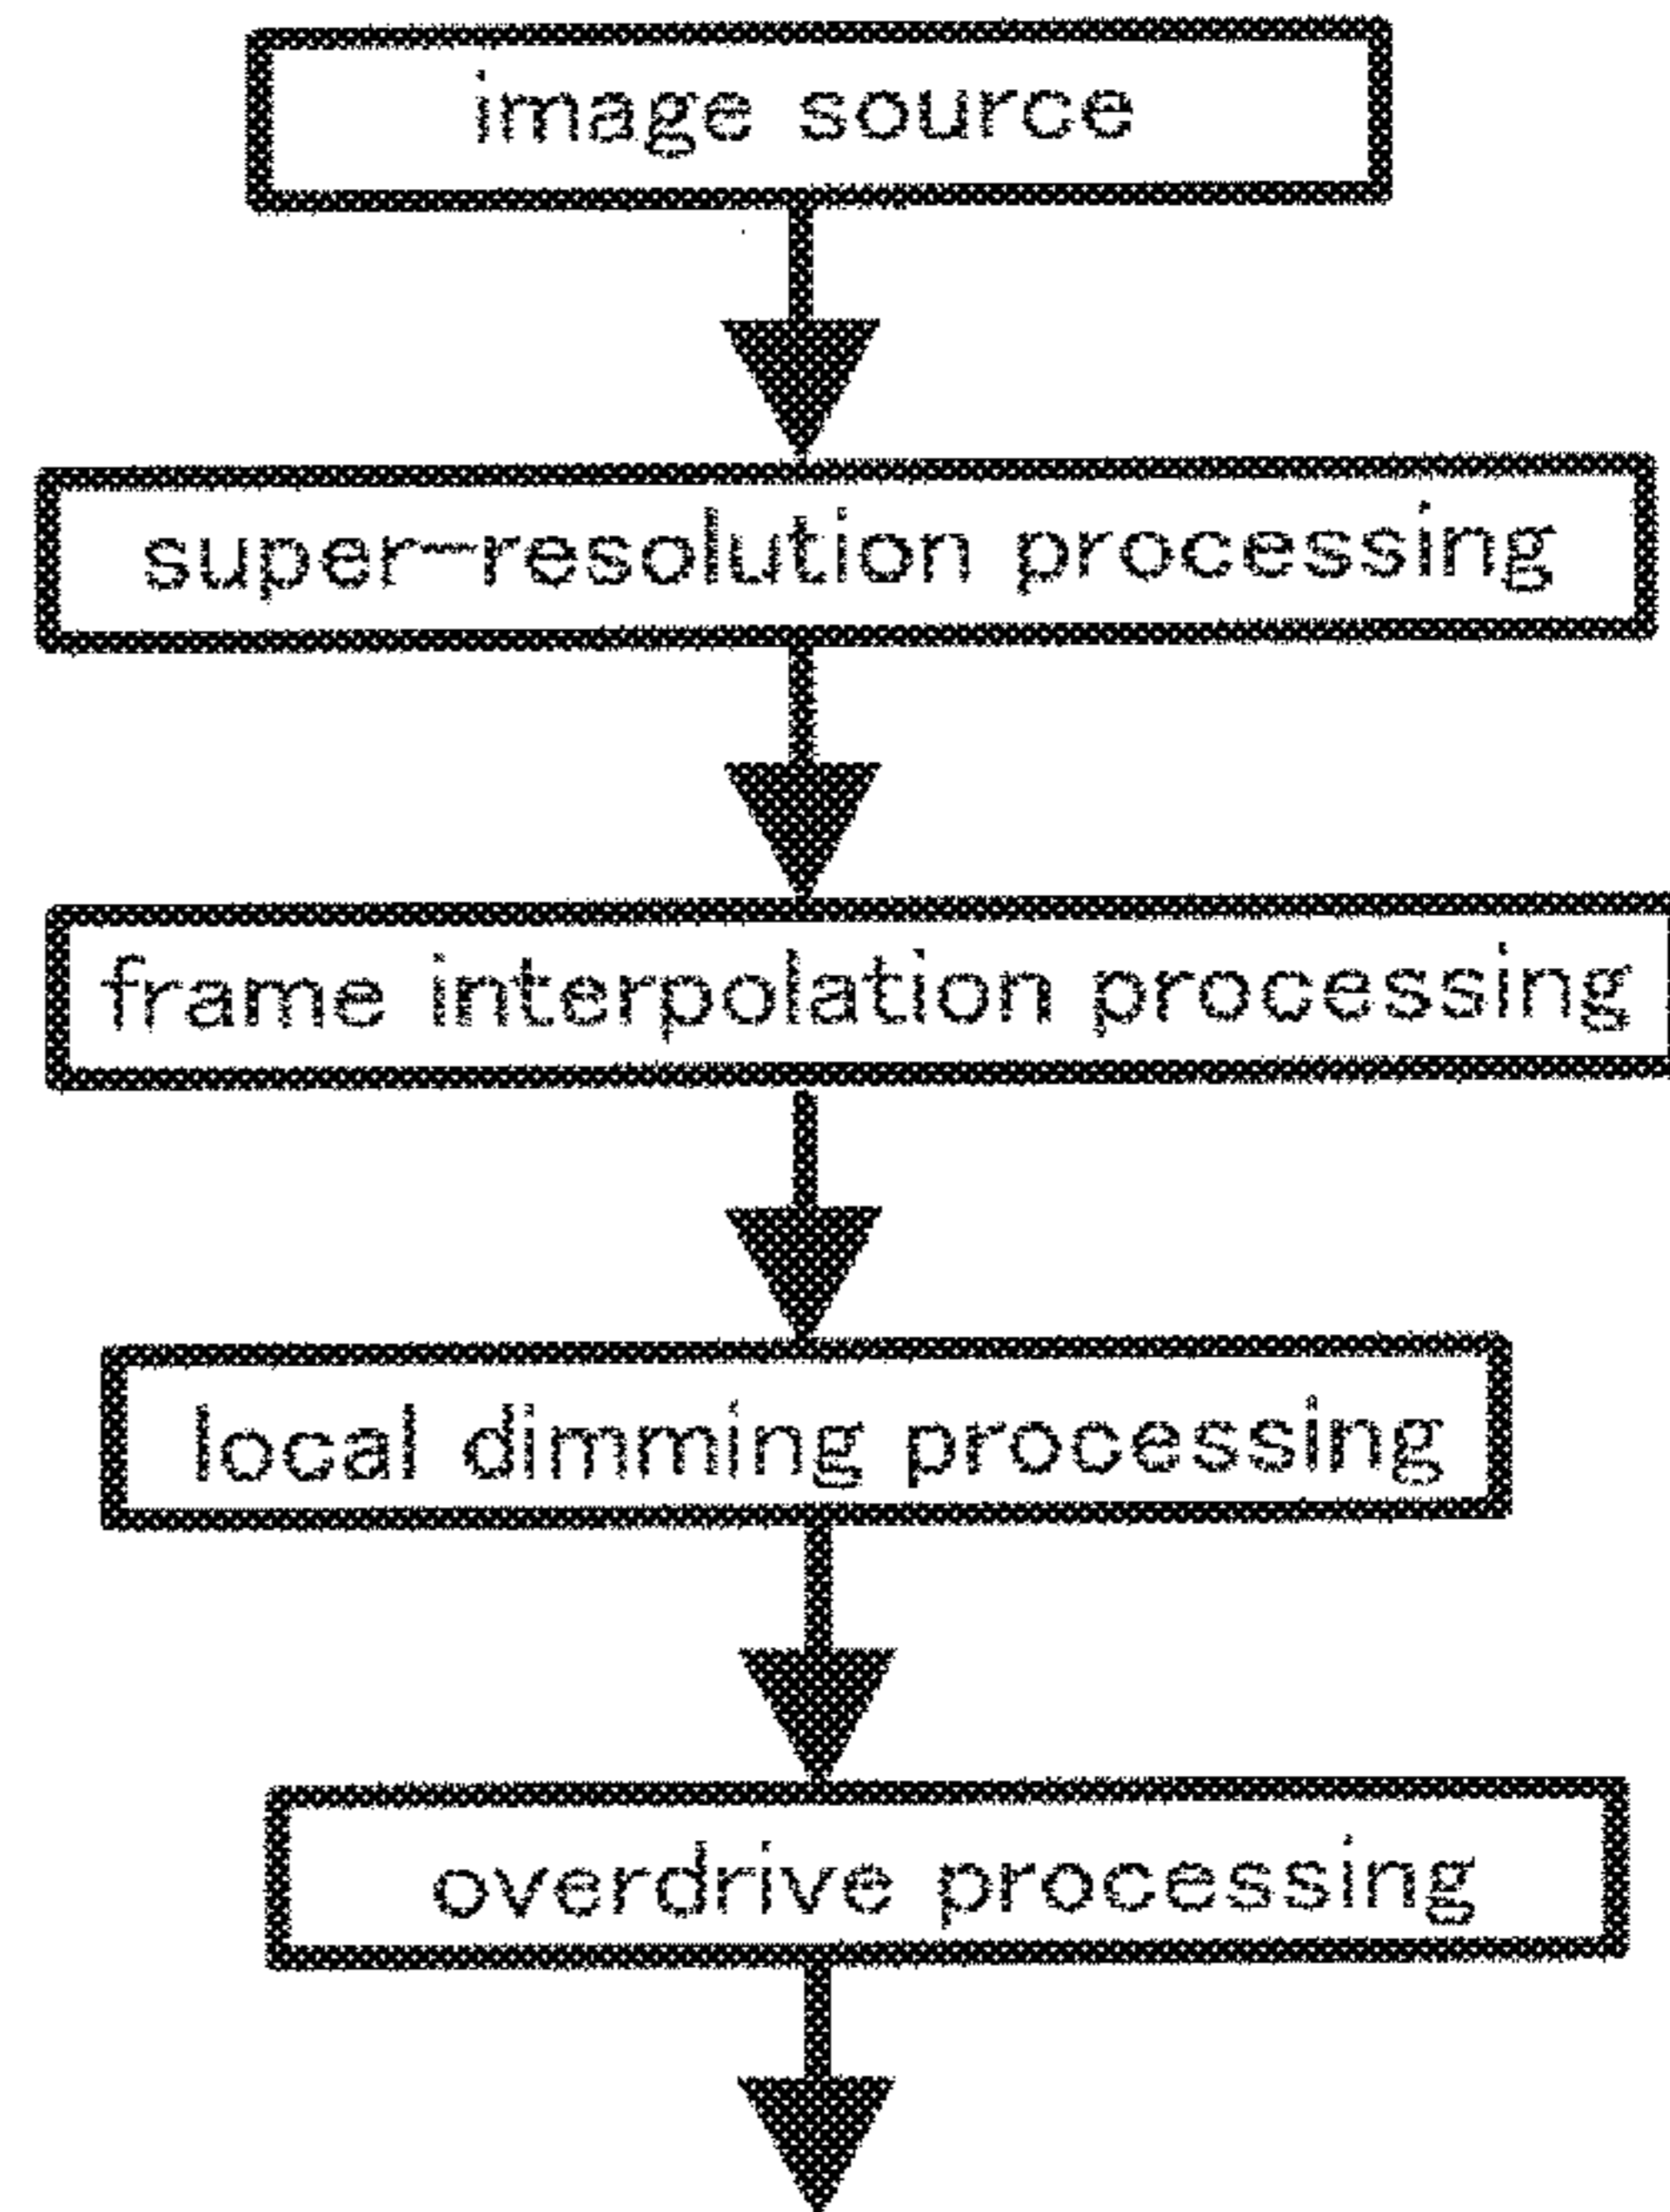 image source
super-resolution processing
frame interpolation processing
local dimming processing
overdrive processing